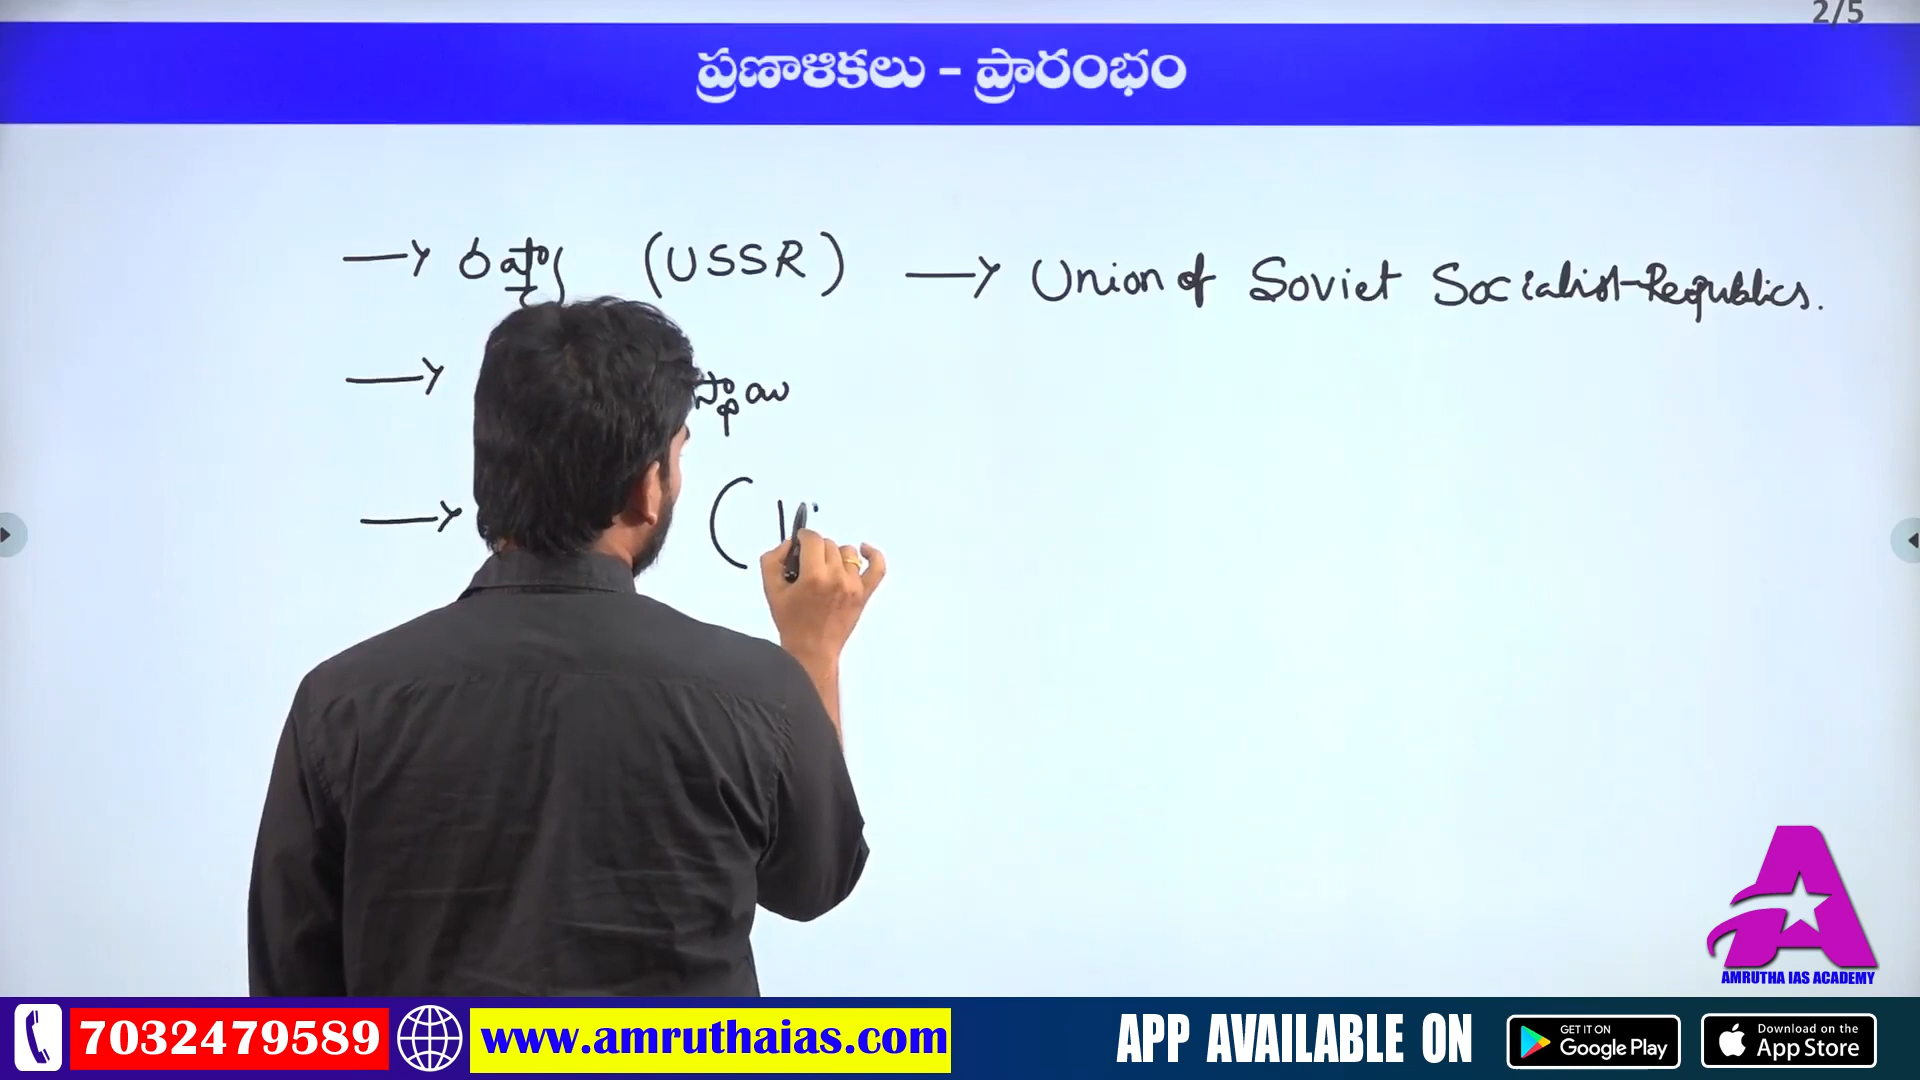 2/5
ప్రణాళికలు - ప్రారంభం
→ రష్యా (USSR) → Union of Soviet Socialist Republics.
→ స్థాయి
→ (
AMRUTHA IAS ACADEMY
7032479589 www.amruthaias.com APP AVAILABLE ON GET IT ON Google Play Download on the App Store